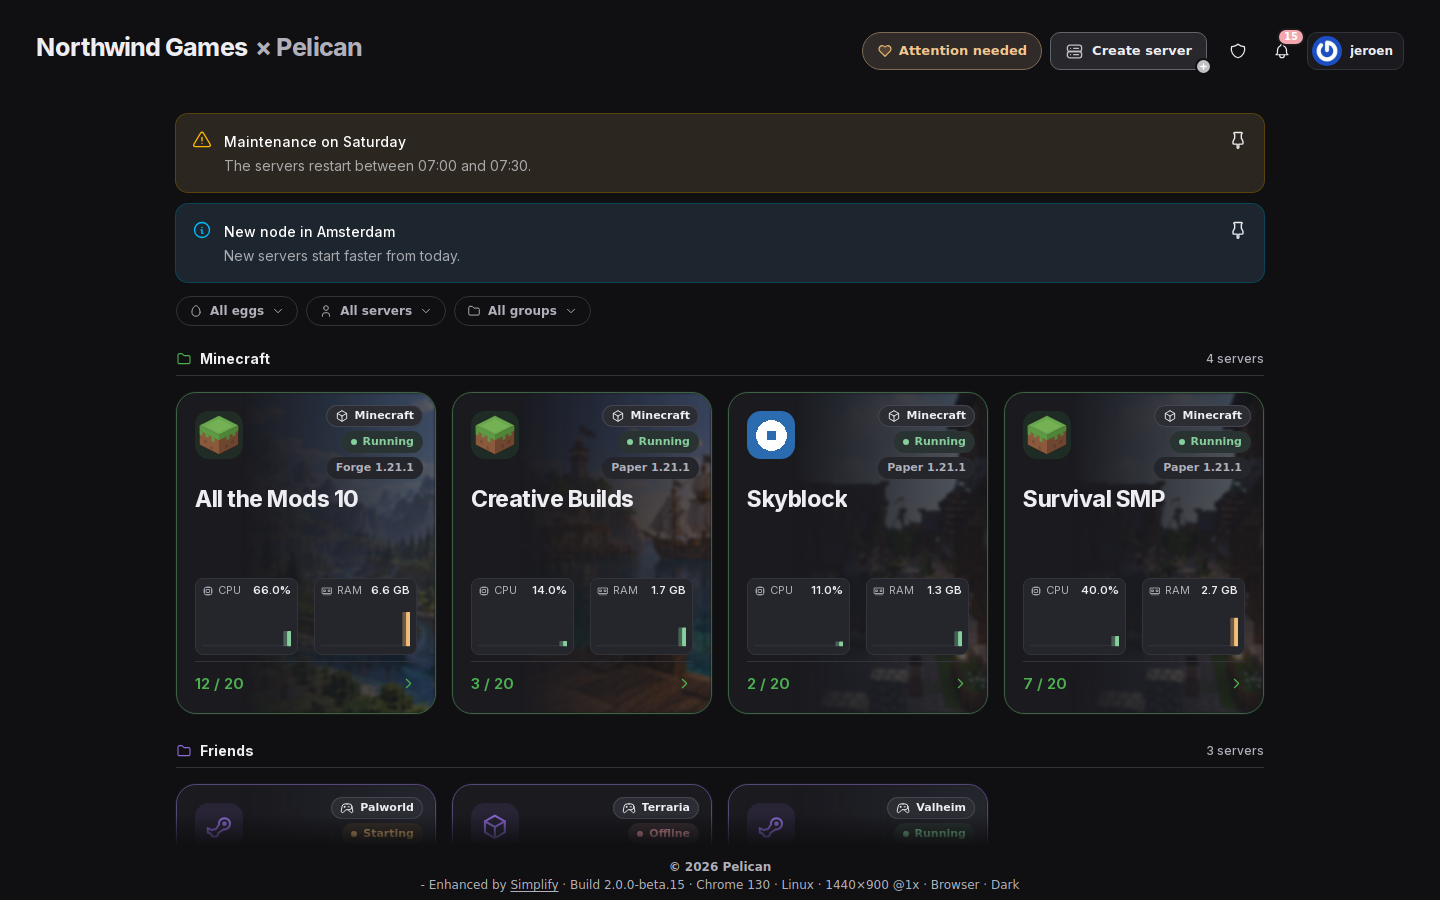 Northwind Games × Pelican
Attention needed
Create server
15
jeroen
Maintenance on Saturday
The servers restart between 07:00 and 07:30.
New node in Amsterdam
New servers start faster from today.
All eggs
All servers
All groups
Minecraft
4 servers
Minecraft
Running
Forge 1.21.1
All the Mods 10
CPU 66.0%
RAM 6.6 GB
12 / 20
Minecraft
Running
Paper 1.21.1
Creative Builds
CPU 14.0%
RAM 1.7 GB
3 / 20
Minecraft
Running
Paper 1.21.1
Skyblock
CPU 11.0%
RAM 1.3 GB
2 / 20
Minecraft
Running
Paper 1.21.1
Survival SMP
CPU 40.0%
RAM 2.7 GB
7 / 20
Friends
3 servers
Palworld
Starting
Terraria
Offline
Valheim
Running
© 2026 Pelican
- Enhanced by Simplify · Build 2.0.0-beta.15 · Chrome 130 · Linux · 1440×900 @1x · Browser · Dark